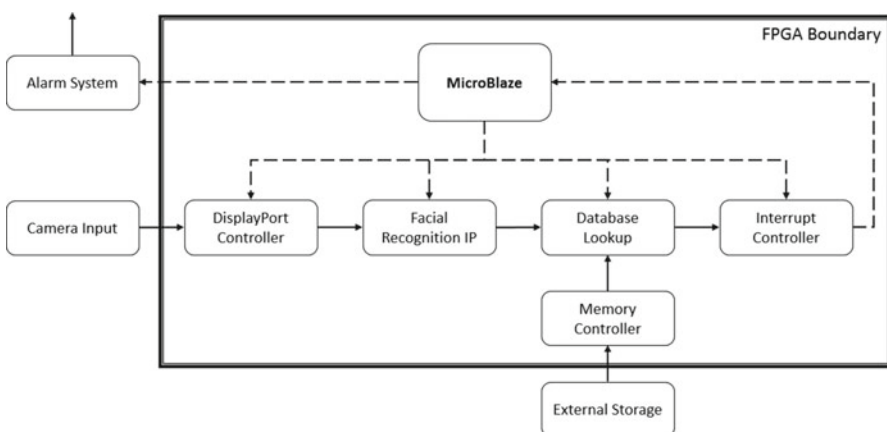 FPGA Boundary
Alarm System
MicroBlaze
Camera Input
DisplayPort
Controller
Facial
Recognition IP
Database
Lookup
Interrupt
Controller
Memory
Controller
External Storage